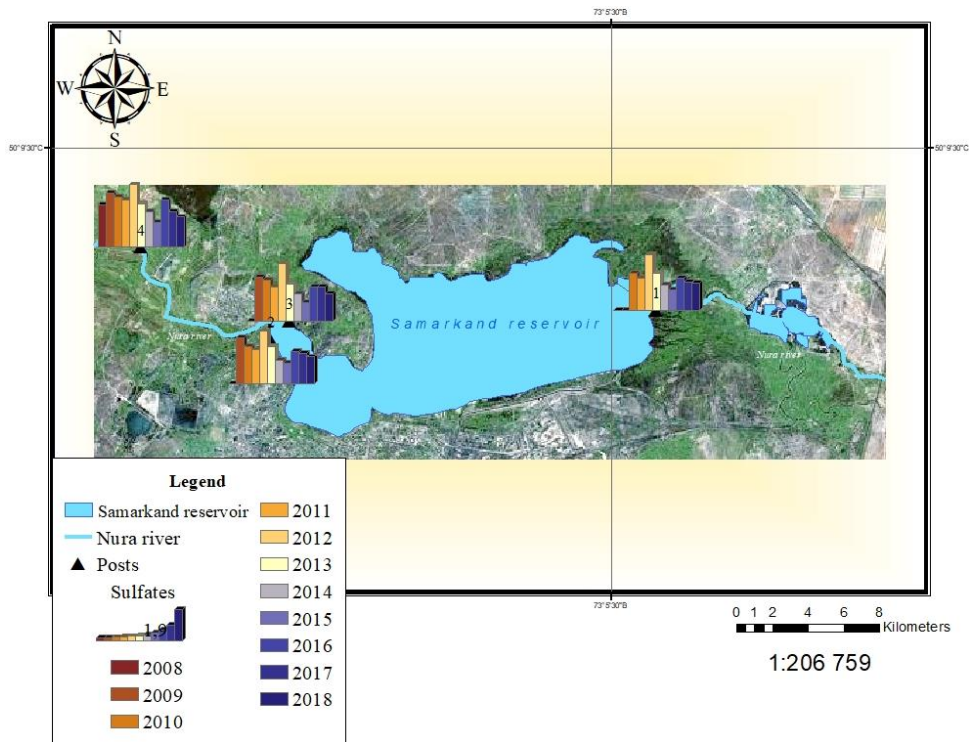 73°5'30"В
N
W E
S
50°9'30"С
50°9'30"С
4
3
2
1
Samarkand reservoir
Nura river
Nura river
Legend
Samarkand reservoir
Nura river
Posts
Sulfates
1.9
2008
2009
2010
2011
2012
2013
2014
2015
2016
2017
2018
73°5'30"В
0 1 2 4 6 8
Kilometers
1:206 759